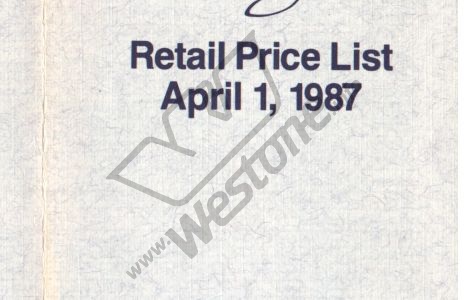 Retail Price List
April 1, 1987
www.Westone